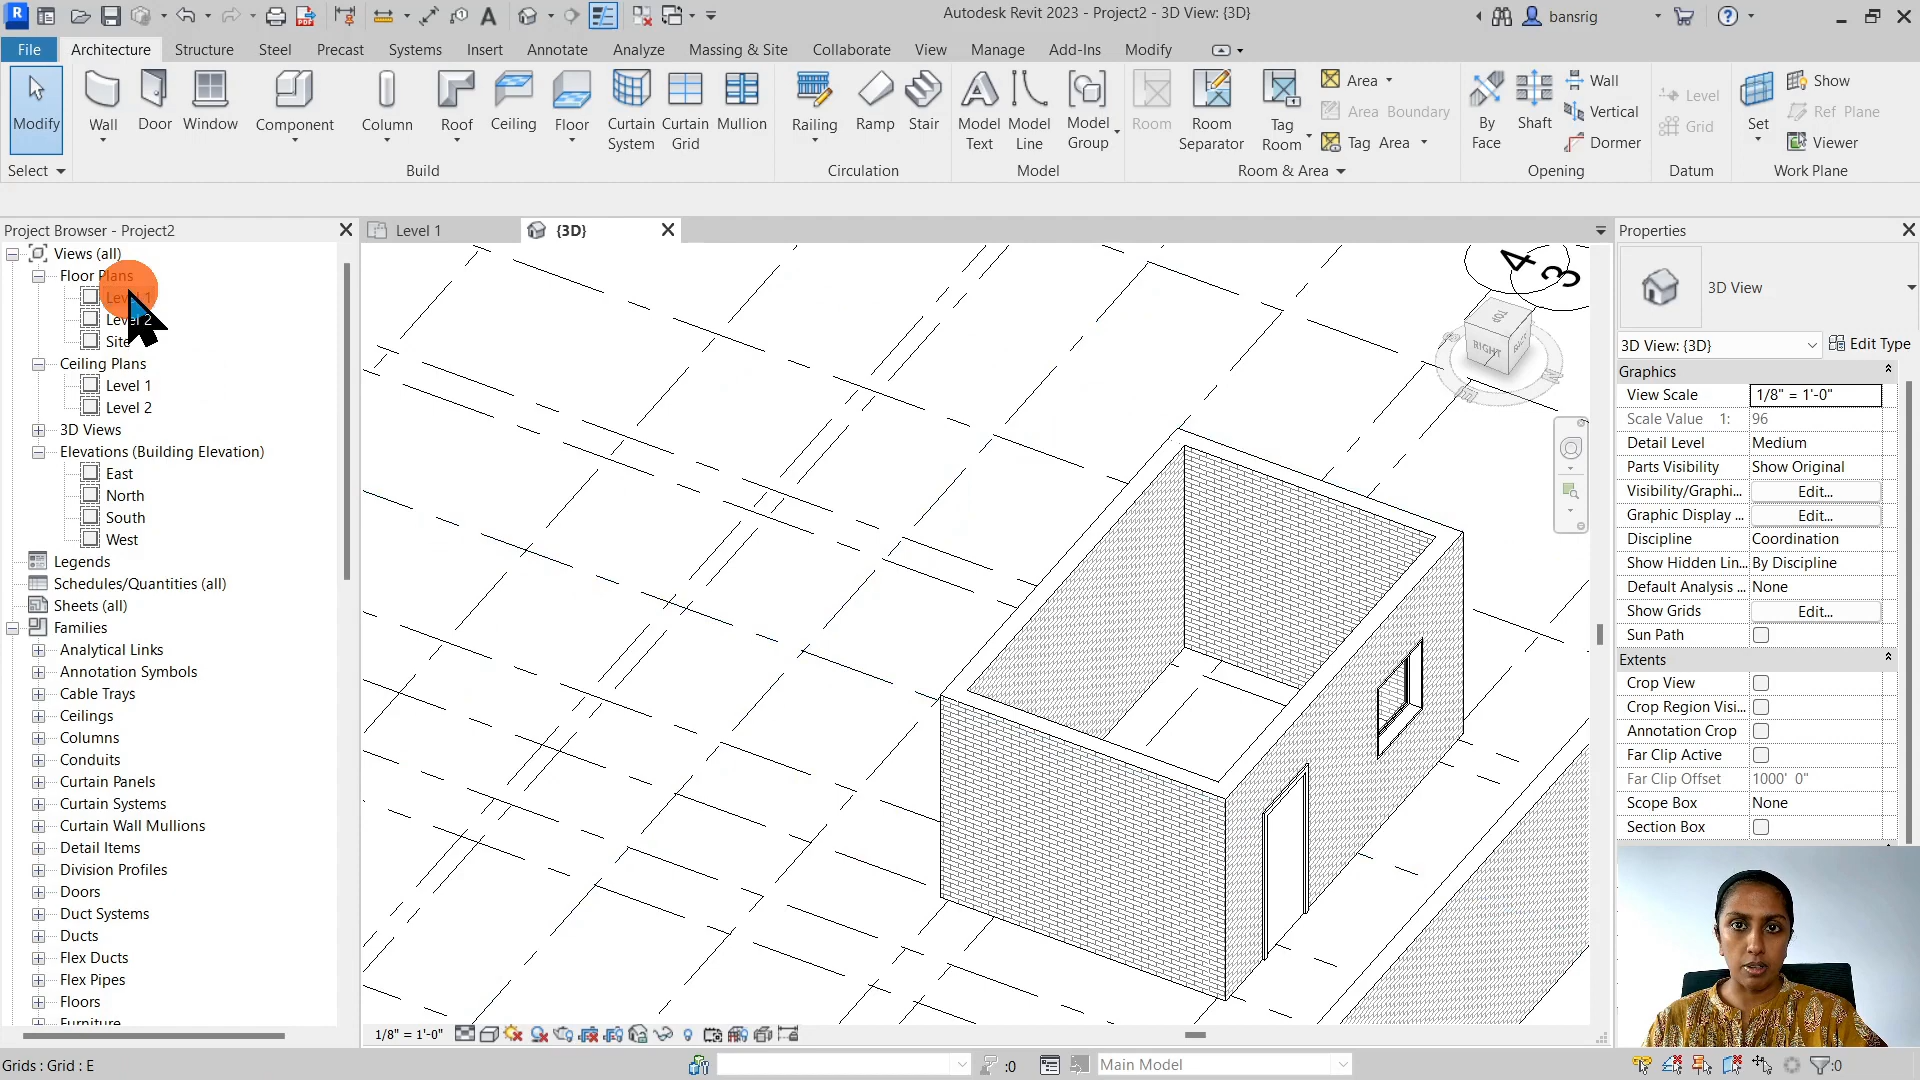 R
Autodesk Revit 2023 - Project2 - 3D View: {3D}
bansrig
File
Architecture
Structure
Steel
Precast
Systems
Insert
Annotate
Analyze
Massing & Site
Collaborate
View
Manage
Add-Ins
Modify
Modify
Wall
Door
Window
Component
Column
Roof
Ceiling
Floor
Curtain System
Curtain Grid
Mullion
Railing
Ramp
Stair
Model Text
Model Line
Model Group
Room
Room Separator
Tag Room
Area
Area Boundary
Tag Area
By Face
Shaft
Wall
Vertical
Dormer
Level
Grid
Set
Show
Ref Plane
Viewer
Select
Build
Circulation
Model
Room & Area
Opening
Datum
Work Plane
Project Browser - Project2
Level 1
{3D}
Properties
Views (all)
Floor Plans
Level 1
Level 2
Site
Ceiling Plans
Level 1
Level 2
3D Views
Elevations (Building Elevation)
East
North
South
West
Legends
Schedules/Quantities (all)
Sheets (all)
Families
Analytical Links
Annotation Symbols
Cable Trays
Ceilings
Columns
Conduits
Curtain Panels
Curtain Systems
Curtain Wall Mullions
Detail Items
Division Profiles
Doors
Duct Systems
Ducts
Flex Ducts
Flex Pipes
Floors
Furniture
4
3
TOP
RIGHT
3D View
3D View: {3D}
Edit Type
Graphics
View Scale 1/8" = 1'-0"
Scale Value 1: 96
Detail Level Medium
Parts Visibility Show Original
Visibility/Graphi... Edit...
Graphic Display ... Edit...
Discipline Coordination
Show Hidden Lin... By Discipline
Default Analysis ... None
Show Grids Edit...
Sun Path
Extents
Crop View
Crop Region Visi...
Annotation Crop
Far Clip Active
Far Clip Offset 1000' 0"
Scope Box None
Section Box
1/8" = 1'-0"
Grids : Grid : E
:0
Main Model
:0